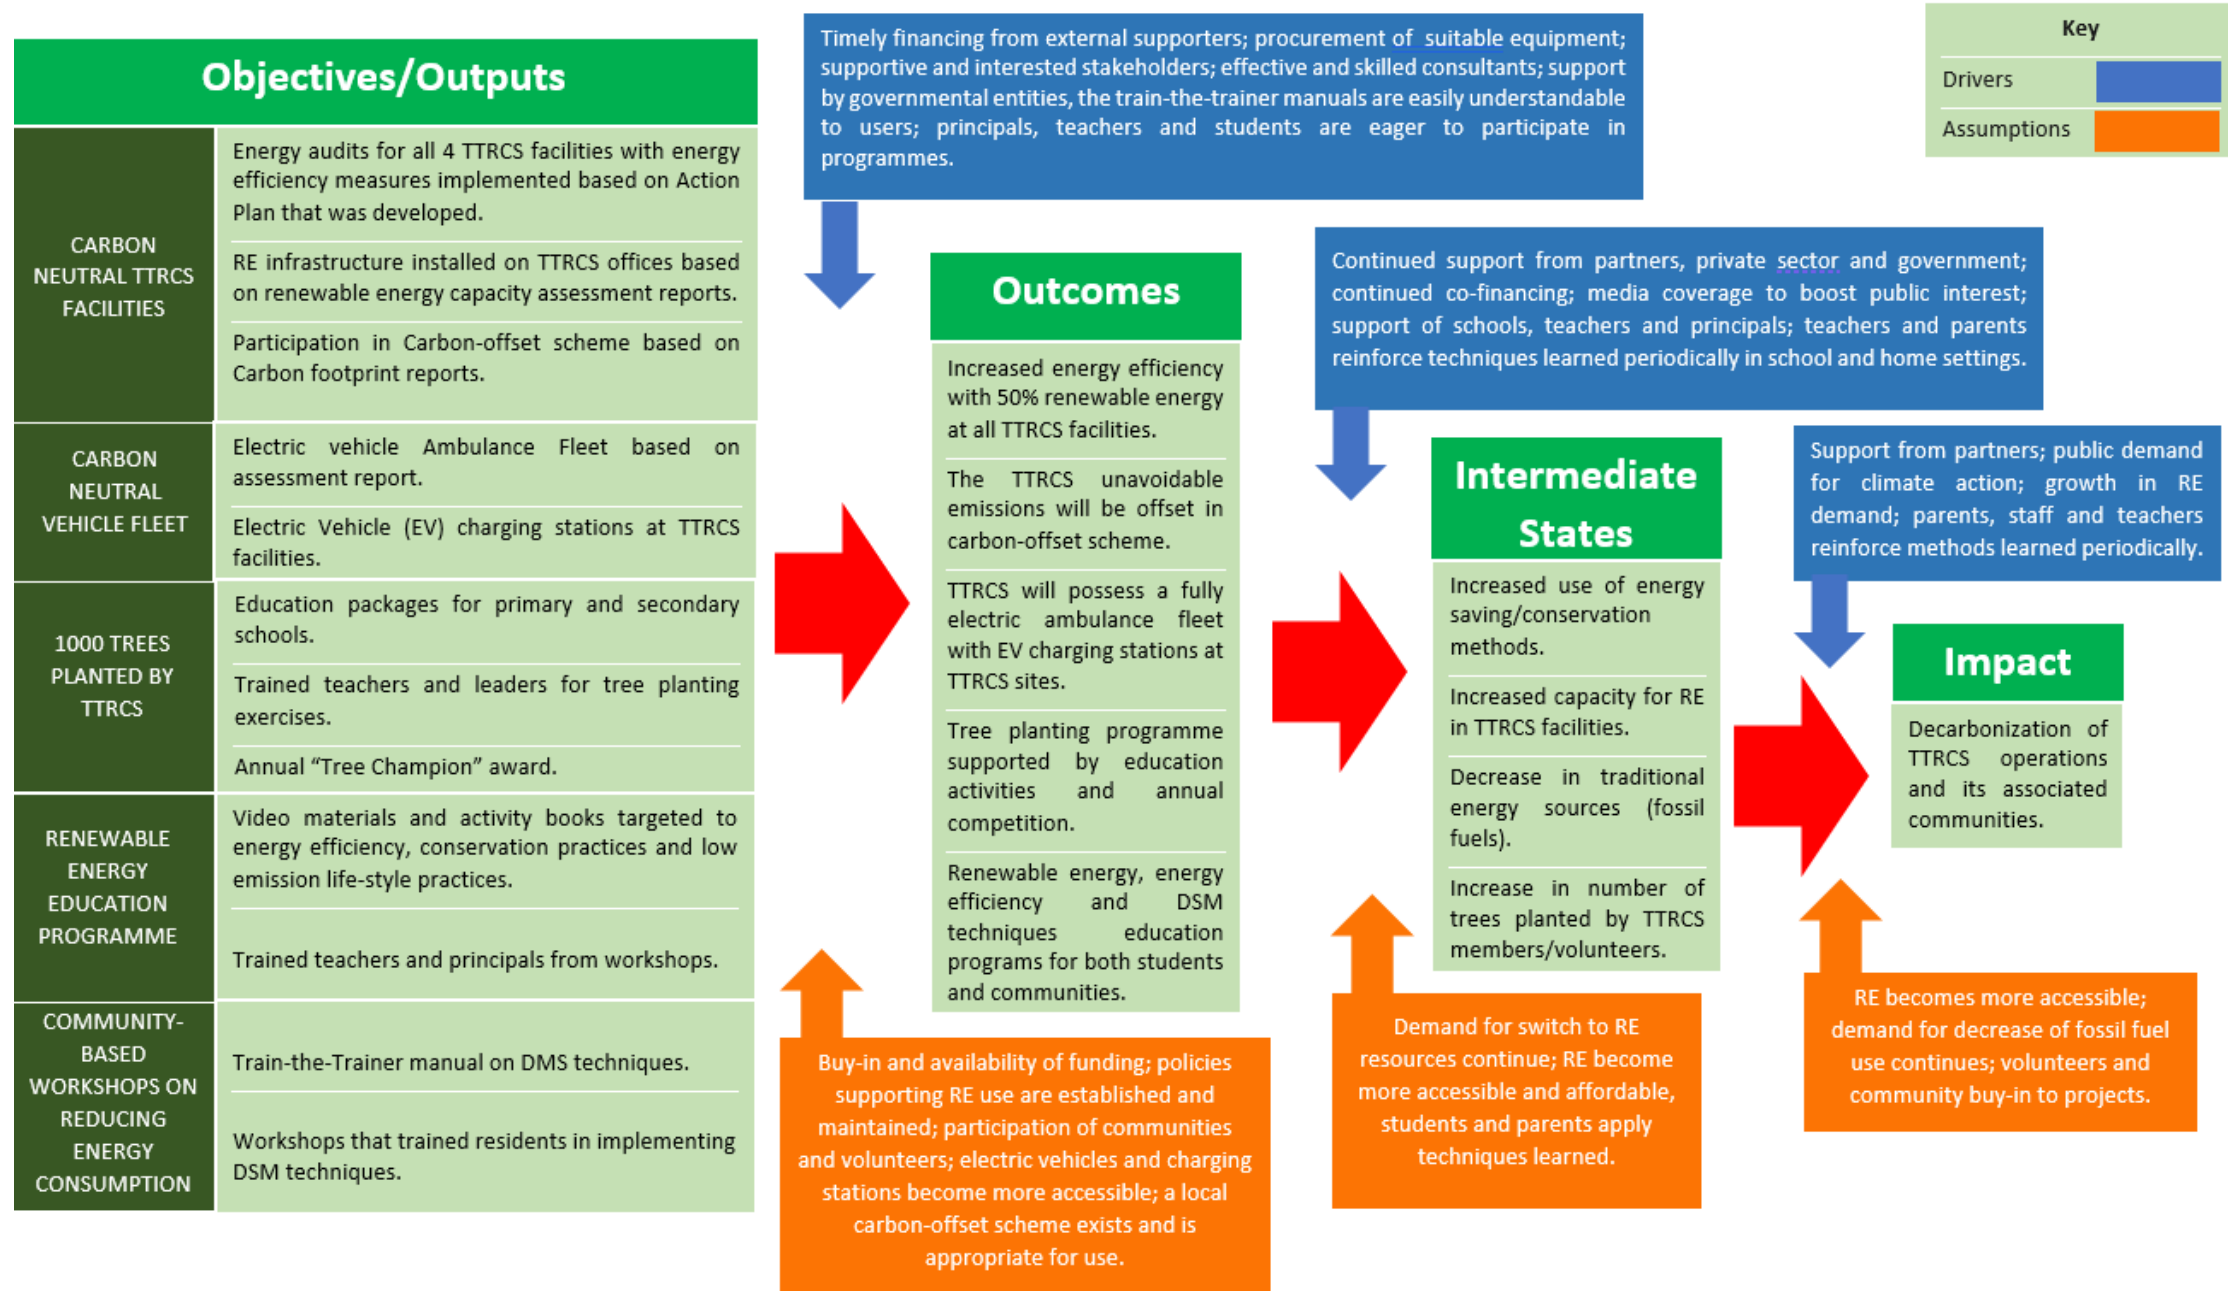 Objectives/Outputs
CARBON
NEUTRAL TTRCS
FACILITIES
Energy audits for all 4 TTRCS facilities with energy
efficiency measures implemented based on Action
Plan that was developed.
RE infrastructure installed on TTRCS offices based
on renewable energy capacity assessment reports.
Participation in Carbon-offset scheme based on
Carbon footprint reports.
CARBON
NEUTRAL
VEHICLE FLEET
Electric vehicle Ambulance Fleet based on
assessment report.
Electric Vehicle (EV) charging stations at TTRCS
facilities.
1000 TREES
PLANTED BY
TTRCS
Education packages for primary and secondary
schools.
Trained teachers and leaders for tree planting
exercises.
Annual “Tree Champion” award.
RENEWABLE
ENERGY
EDUCATION
PROGRAMME
Video materials and activity books targeted to
energy efficiency, conservation practices and low
emission life-style practices.
Trained teachers and principals from workshops.
COMMUNITY-
BASED
WORKSHOPS ON
REDUCING
ENERGY
CONSUMPTION
Train-the-Trainer manual on DMS techniques.
Workshops that trained residents in implementing
DSM techniques.
Timely financing from external supporters; procurement of suitable equipment;
supportive and interested stakeholders; effective and skilled consultants; support
by governmental entities, the train-the-trainer manuals are easily understandable
to users; principals, teachers and students are eager to participate in
programmes.
Outcomes
Increased energy efficiency
with 50% renewable energy
at all TTRCS facilities.
The TTRCS unavoidable
emissions will be offset in
carbon-offset scheme.
TTRCS will possess a fully
electric ambulance fleet
with EV charging stations at
TTRCS sites.
Tree planting programme
supported by education
activities and annual
competition.
Renewable energy, energy
efficiency and DSM
techniques education
programs for both students
and communities.
Buy-in and availability of funding; policies
supporting RE use are established and
maintained; participation of communities
and volunteers; electric vehicles and charging
stations become more accessible; a local
carbon-offset scheme exists and is
appropriate for use.
Continued support from partners, private sector and government;
continued co-financing; media coverage to boost public interest;
support of schools, teachers and principals; teachers and parents
reinforce techniques learned periodically in school and home settings.
Intermediate
States
Increased use of energy
saving/conservation
methods.
Increased capacity for RE
in TTRCS facilities.
Decrease in traditional
energy sources (fossil
fuels).
Increase in number of
trees planted by TTRCS
members/volunteers.
Demand for switch to RE
resources continue; RE become
more accessible and affordable,
students and parents apply
techniques learned.
Key
Drivers
Assumptions
Support from partners; public demand
for climate action; growth in RE
demand; parents, staff and teachers
reinforce methods learned periodically.
Impact
Decarbonization of
TTRCS operations
and its associated
communities.
RE becomes more accessible;
demand for decrease of fossil fuel
use continues; volunteers and
community buy-in to projects.